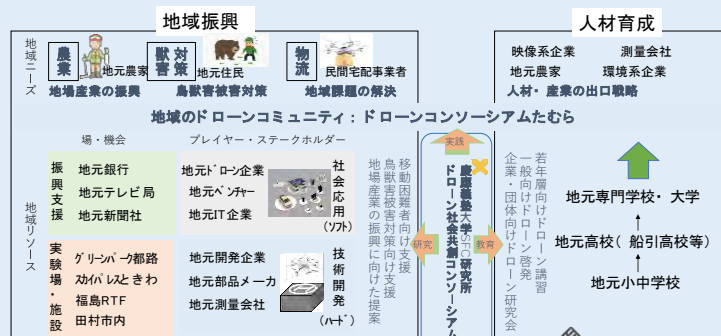 地域振興
人材育成
地域ニーズ
農業
地元農家
地場産業の振興
獣害対策
地元住民
鳥獣害被害対策
物流
民間宅配事業者
地域課題の解決
映像系企業
測量会社
地元農家
環境系企業
人材・産業の出口戦略
地域のドローンコミュニティ：ドローンコンソーシアムたむら
場・機会
プレイヤー・ステークホルダー
地域リソース
振興支援
地元銀行
地元テレビ局
地元新聞社
地元ドローン企業
地元ベンチャー
地元IT企業
社会応用
(ソフト)
実験場・施設
グリーンパーク都路
スカイパレスときわ
福島RTF
田村市内
地元開発企業
地元部品メーカ
地元測量会社
技術開発
(ハード)
移動困難者向け支援
鳥獣害被害対策向け支援
地場産業の振興に向けた提案
実践
研究
教育
慶應義塾大学SFC研究所
ドローン社会共創コンソーシアム
若年層向けドローン講習
一般向けドローン啓発
企業・団体向けドローン研究会
地元専門学校・大学
地元高校(船引高校等)
地元小中学校